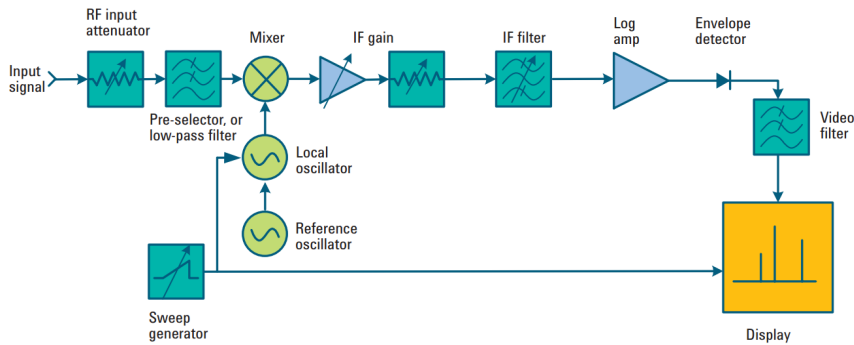 RF input
attenuator
Mixer
IF gain
IF filter
Log
amp
Envelope
detector
Input
signal
Pre-selector, or
low-pass filter
Video
filter
Local
oscillator
Reference
oscillator
Sweep
generator
Display